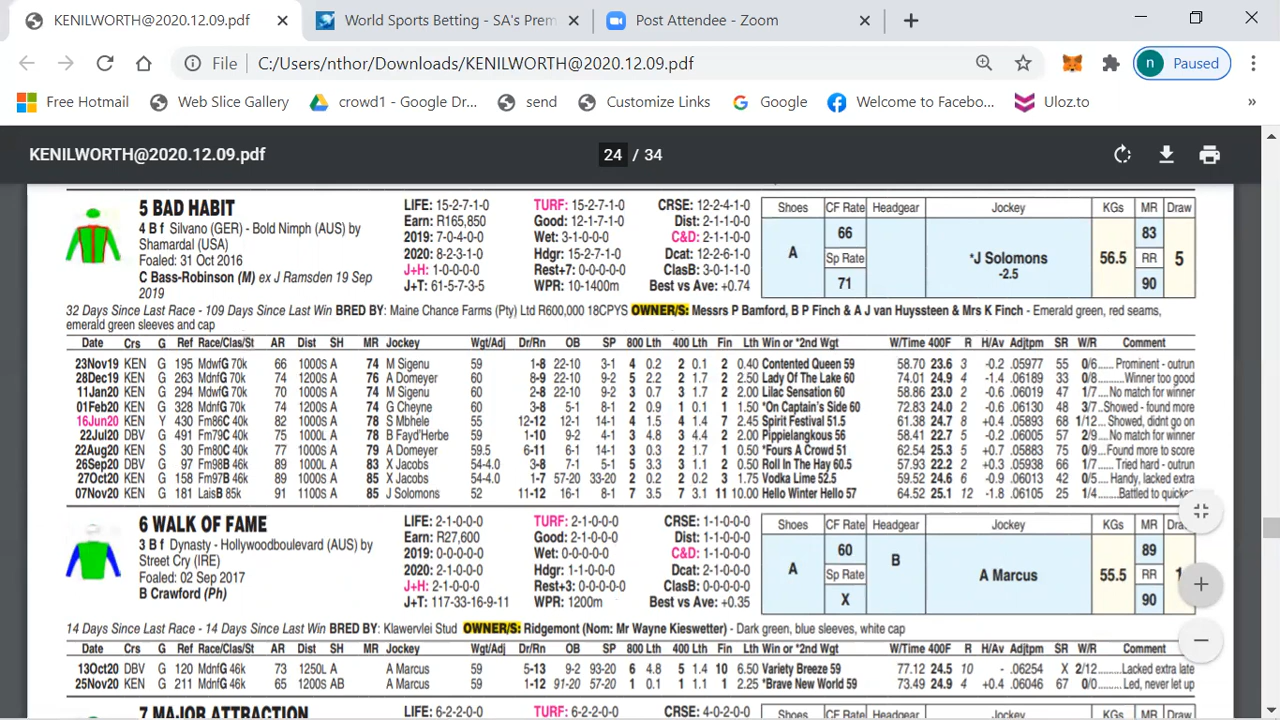 KENILWORTH@2020.12.09.pdf
World Sports Betting - SA's Prem
Post Attendee - Zoom
File C:/Users/nthor/Downloads/KENILWORTH@2020.12.09.pdf
n Paused
Free Hotmail Web Slice Gallery crowd1 - Google Dr... send Customize Links Google Welcome to Facebo... Uloz.to »
KENILWORTH@2020.12.09.pdf 24 / 34
5 BAD HABIT
4 B f Silvano (GER) - Bold Nimph (AUS) by
Shamardal (USA)
Foaled: 31 Oct 2016
C Bass-Robinson (M) ex J Ramsden 19 Sep
2019
LIFE: 15-2-7-1-0 TURF: 15-2-7-1-0 CRSE: 12-2-4-1-0
Earn: R165,850 Good: 12-1-7-1-0 Dist: 2-1-1-0-0
2019: 7-0-4-0-0 Wet: 3-1-0-0-0 C&D: 2-1-1-0-0
2020: 8-2-3-1-0 Hdgr: 15-2-7-1-0 Dcat: 12-2-6-1-0
J+H: 1-0-0-0-0 Rest+7: 0-0-0-0-0 ClasB: 3-0-1-1-0
J+T: 61-5-7-3-5 WPR: 10-1400m Best vs Ave: +0.74
Shoes CF Rate Headgear Jockey KGs MR Draw
A 66 Sp Rate 71 *J Solomons -2.5 56.5 83 RR 90 5
32 Days Since Last Race - 109 Days Since Last Win BRED BY: Maine Chance Farms (Pty) Ltd R600,000 18CPYS OWNER/S: Messrs P Bamford, B P Finch & A J van Huyssteen & Mrs K Finch - Emerald green, red seams,
emerald green sleeves and cap
Date Crs G Ref Race/Clas/St AR Dist SH MR Jockey Wgt/Adj Dr/Rn OB SP 800 Lth 400 Lth Fin Lth Win or *2nd Wgt W/Time 400F R H/Av Adjtpm SR W/R Comment
23Nov19 KEN G 195 MdwfG 70k 66 1000S A 74 M Sigenu 59 1-8 22-10 3-1 4 0.2 2 0.1 2 0.40 Contented Queen 59 58.70 23.6 3 -0.2 .05977 55 0/6 .. Prominent - outrun
28Dec19 KEN G 263 MdnfG 70k 74 1200S A 76 A Domeyer 60 8-9 22-10 9-2 5 2.2 2 0.7 2 2.50 Lady Of The Lake 60 74.01 24.9 4 -1.4 .06189 33 0/8 ....Winner too good
11Jan20 KEN G 294 MdnfG 70k 70 1000S A 74 M Sigenu 60 2-8 22-10 9-2 3 0.7 3 1.7 2 2.00 Lilac Sensation 60 58.86 23.0 2 -0.6 .06019 47 1/7 ..No match for winner
01Feb20 KEN G 328 MdnfG 70k 74 1200S A 74 G Cheyne 60 3-8 5-1 8-1 2 0.9 1 0.1 1 1.50 *On Captain's Side 60 72.83 24.0 2 -0.6 .06130 48 3/7 ..Showed - found more
16Jun20 KEN Y 430 Fm86C 40k 82 1000S A 78 B Mbhele 55 12-12 12-1 14-1 4 1.5 4 1.4 7 2.45 Spirit Festival 51.5 61.38 24.7 8 +0.4 .05893 68 1/12 ...Showed, didnt go on
22Jul20 DBV G 491 Fm79C 40k 75 1000L A 78 B Fayd'Herbe 59 1-10 9-2 4-1 3 4.8 3 4.4 2 2.00 Pippielangkous 56 58.41 22.7 5 -0.2 .06005 57 2/9 ..No match for winner
22Aug20 KEN S 30 Fm80C 40k 77 1000S A 79 A Domeyer 59.5 6-11 6-1 14-1 3 0.3 2 1.7 1 0.50 *Fours A Crowd 51 62.54 25.3 5 +0.7 .05883 75 0/9 ....Found more to score
26Sep20 DBV G 97 Fm98B 46k 89 1000L A 83 X Jacobs 54-4.0 3-8 7-1 5-1 5 3.3 3 1.1 2 0.50 Roll In The Hay 60.5 57.93 22.2 2 +0.3 .05938 66 1/7 .....Tried hard - outrun
27Oct20 KEN G 158 Fm98B 46k 89 1000S A 85 X Jacobs 54-4.0 1-7 57-20 33-20 2 0.2 2 0.2 3 1.75 Vodka Lime 52.5 59.24 24.6 6 -0.9 .06013 42 0/5 ....Handy, lacked extra
07Nov20 KEN G 181 LaisB 85k 91 1100S A 85 J Solomons 52 11-12 16-1 8-1 7 3.5 7 3.1 11 10.00 Hello Winter Hello 57 64.52 25.1 12 -1.8 .06105 25 1/4 .......Battled to quicken
6 WALK OF FAME
3 B f Dynasty - Hollywoodboulevard (AUS) by
Street Cry (IRE)
Foaled: 02 Sep 2017
B Crawford (Ph)
LIFE: 2-1-0-0-0 TURF: 2-1-0-0-0 CRSE: 1-1-0-0-0
Earn: R27,600 Good: 2-1-0-0-0 Dist: 1-1-0-0-0
2019: 0-0-0-0-0 Wet: 0-0-0-0-0 C&D: 1-1-0-0-0
2020: 2-1-0-0-0 Hdgr: 1-1-0-0-0 Dcat: 2-1-0-0-0
J+H: 2-1-0-0-0 Rest+3: 0-0-0-0-0 ClasB: 0-0-0-0-0
J+T: 117-33-16-9-11 WPR: 1200m Best vs Ave: +0.35
Shoes CF Rate Headgear Jockey KGs MR Draw
A 60 Sp Rate X B A Marcus 55.5 89 RR 90
14 Days Since Last Race - 14 Days Since Last Win BRED BY: Klawervlei Stud OWNER/S: Ridgemont (Nom: Mr Wayne Kieswetter) - Dark green, blue sleeves, white cap
Date Crs G Ref Race/Clas/St AR Dist SH MR Jockey Wgt/Adj Dr/Rn OB SP 800 Lth 400 Lth Fin Lth Win or *2nd Wgt W/Time 400F R H/Av Adjtpm SR W/R Comment
13Oct20 DBV G 120 MdnfG 46k 73 1250L A A Marcus 59 5-13 9-2 93-20 6 4.8 5 1.4 10 6.50 Variety Breeze 59 77.12 24.5 10 - .06254 X 2/12 .....Lacked extra late
25Nov20 KEN G 211 MdnfG 46k 65 1200S AB A Marcus 59 1-12 91-20 57-20 1 0.1 1 1.1 1 2.25 *Brave New World 59 73.49 24.9 4 +0.4 .06046 67 0/0 .....Led, never let up
7 MAJOR ATTRACTION
LIFE: 6-2-2-0-0 TURF: 6-2-2-0-0 CRSE: 4-0-2-0-0
Shoes CF Rate Headgear Jockey KGs MR Draw